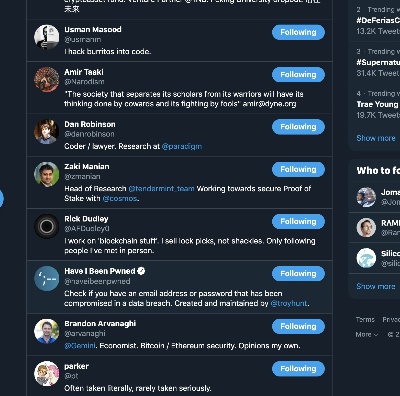 未来
Usman Masood
@usmanm
Following
I hack burritos into code.
Amir Taaki
@Narodism
Following
"The society that separates its scholars from its warriors will have its
thinking done by cowards and its fighting by fools" amir@dyne.org
Dan Robinson
@danrobinson
Following
Coder / lawyer. Research at @paradigm
Zaki Manian
@zmanian
Following
Head of Research @tendermint_team Working towards secure Proof of
Stake with @cosmos.
Rick Dudley
@AFDudley0
Following
I work on 'blockchain stuff'. I sell lock picks, not shackles. Only following
people I've met in person.
Have I Been Pwned
@haveibeenpwned
Following
Check if you have an email address or password that has been
compromised in a data breach. Created and maintained by @troyhunt.
Brandon Arvanaghi
@arvanaghi
Following
@Gemini. Economist. Bitcoin / Ethereum security. Opinions my own.
parker
@pt
Following
Often taken literally, rarely taken seriously.
2 · Trending
#DeFeriasC
13.2K Tweets
3 · Trending
#Supernatu
31.4K Tweets
4 · Trending
Trae Young
19.7K Tweets
Show more
Who to fo
Joma
@Jom
RAMI
@Ram
Silico
@silic
Show more
Terms Privac
More © 2